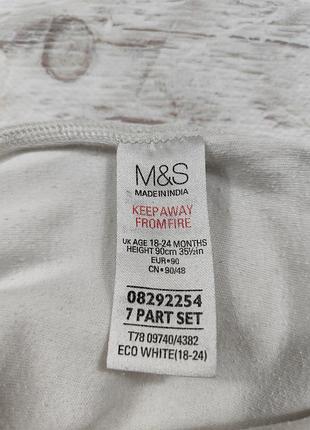 M&S
MADE IN INDIA
KEEP AWAY
FROM FIRE
UK AGE 18-24 MONTHS
HEIGHT 90cm 35½in
EUR•90
CN•90/48
08292254
7 PART SET
T78 09740/4382
ECO WHITE(18-24)